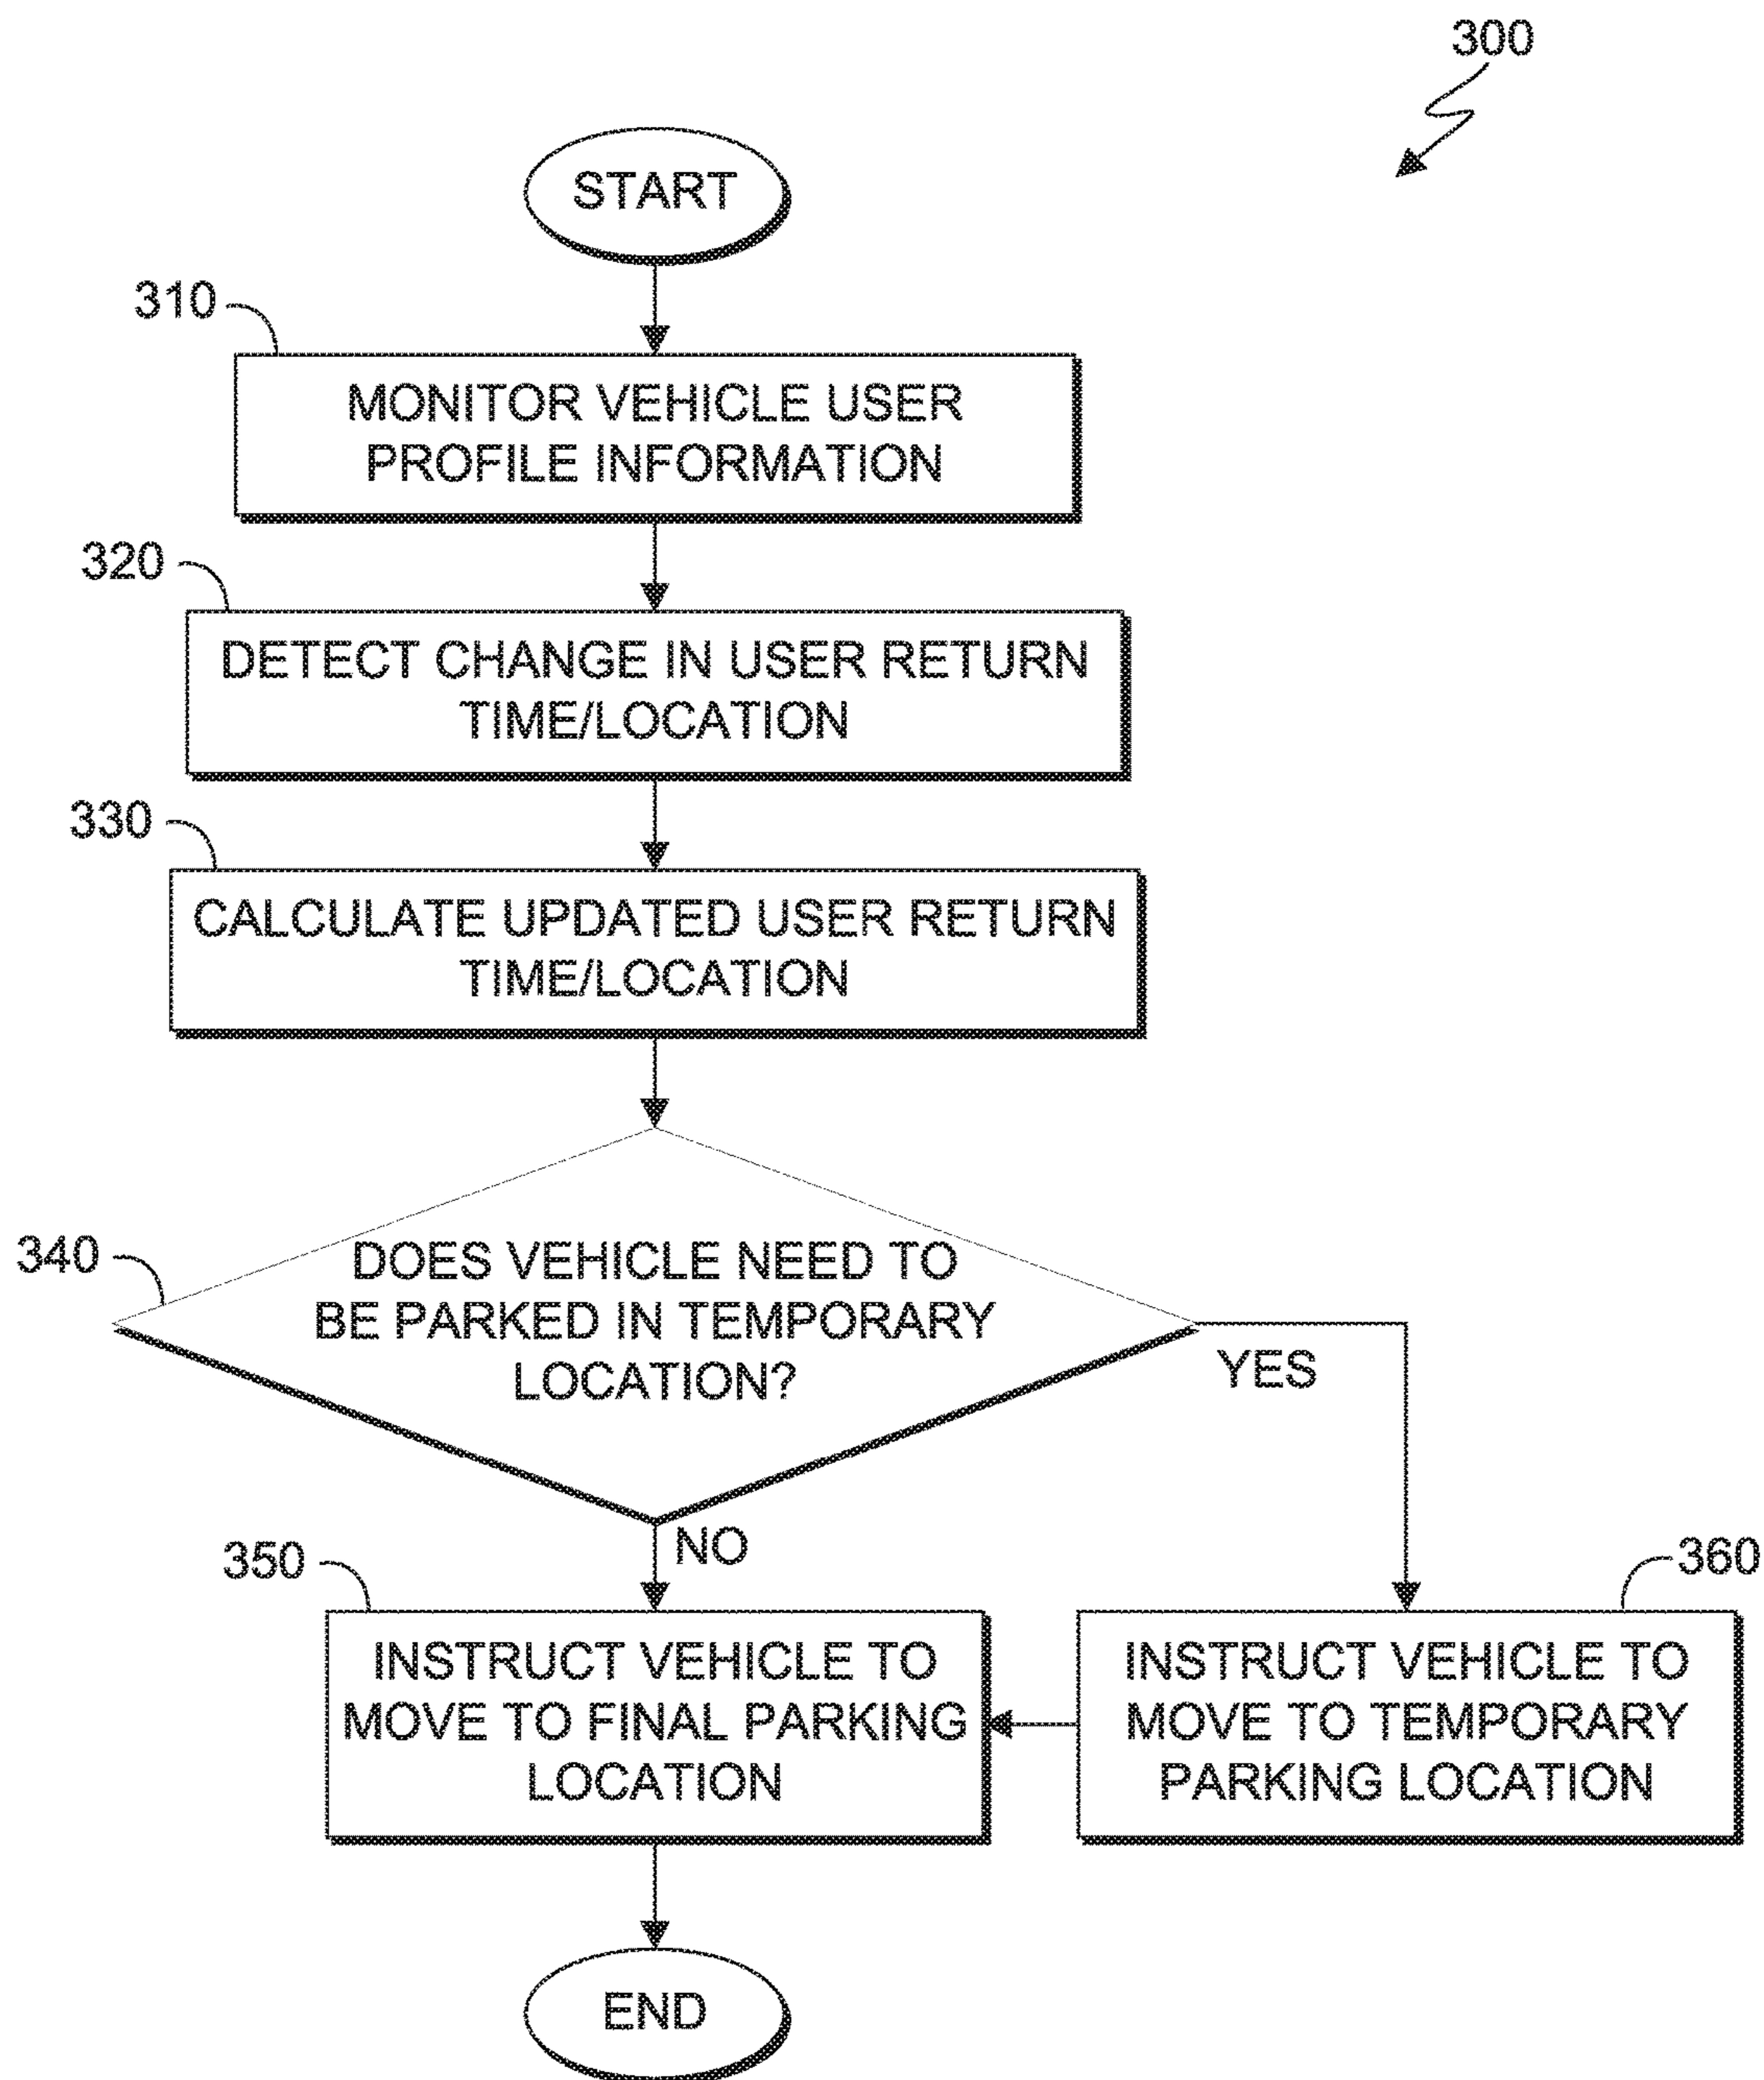 300
START
310
MONITOR VEHICLE USER
PROFILE INFORMATION
320
DETECT CHANGE IN USER RETURN
TIME/LOCATION
330
CALCULATE UPDATED USER RETURN
TIME/LOCATION
340
DOES VEHICLE NEED TO
BE PARKED IN TEMPORARY
LOCATION?
YES
NO
350
INSTRUCT VEHICLE TO
MOVE TO FINAL PARKING
LOCATION
360
INSTRUCT VEHICLE TO
MOVE TO TEMPORARY
PARKING LOCATION
END